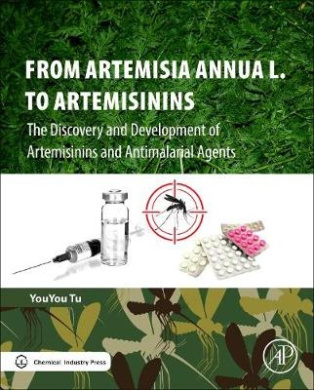 FROM ARTEMISIA ANNUA L.
TO ARTEMISININS
The Discovery and Development of
Artemisinins and Antimalarial Agents
YouYou Tu
Chemical Industry Press
AP